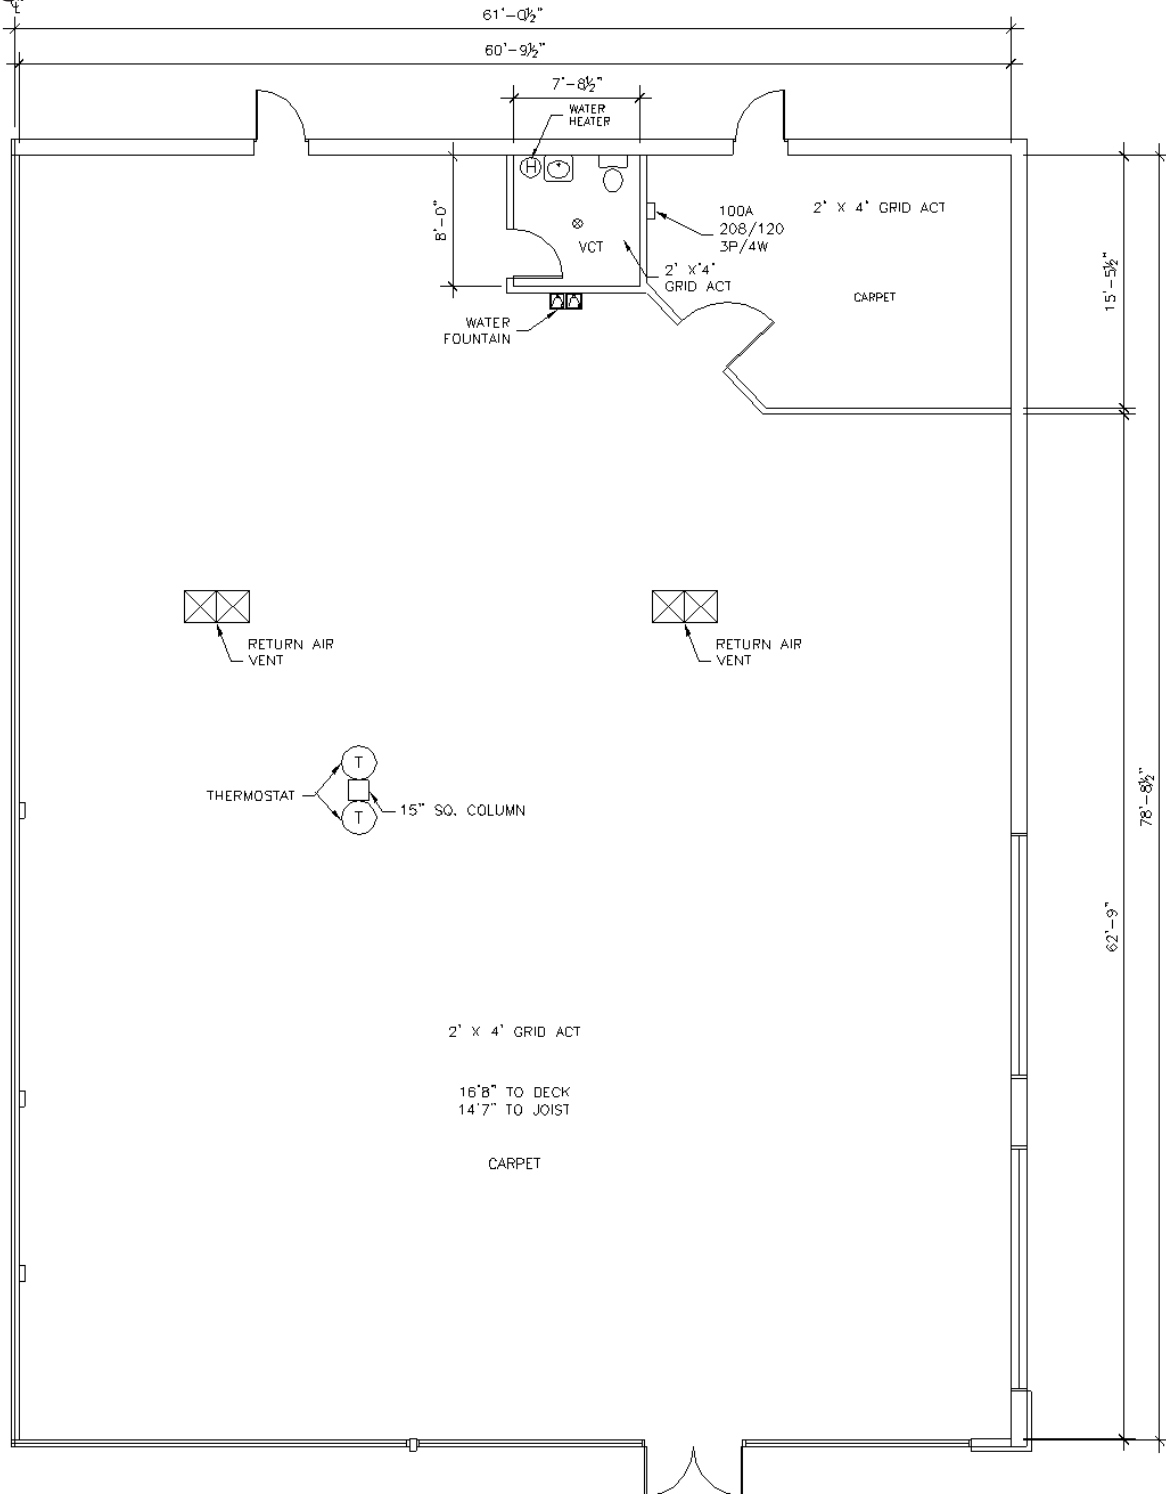 61'-0½"
60'-9½"
7'-8½"
WATER
HEATER
H
8'-0"
VCT
100A
208/120
3P/4W
2' X 4' GRID ACT
2' X 4'
GRID ACT
CARPET
15'-5½"
WATER
FOUNTAIN
RETURN AIR
VENT
RETURN AIR
VENT
T
THERMOSTAT
15" SQ. COLUMN
T
78'-8½"
62'-9"
2' X 4' GRID ACT
16'8" TO DECK
14'7" TO JOIST
CARPET